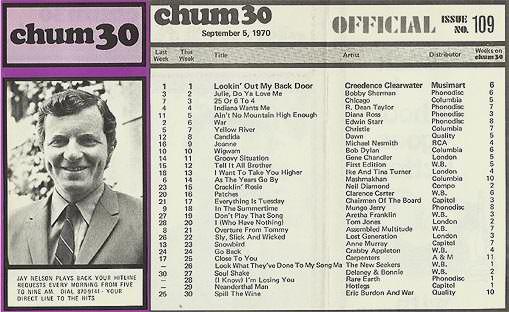 chum30
JAY NELSON PLAYS BACK YOUR HITLINE
REQUESTS EVERY MORNING FROM FIVE
TO NINE AM. DIAL 870-9141 - YOUR
DIRECT LINE TO THE HITS
chum30
September 5, 1970
OFFICIAL ISSUE NO. 109
Last Week This Week Title Artist Distributor Weeks on chum30
1 1 Lookin' Out My Back Door Creedence Clearwater Musimart 6
3 2 Julie, Do Ya Love Me Bobby Sherman Phonodisc 6
7 3 25 Or 6 To 4 Chicago Columbia 5
4 4 Indiana Wants Me R. Dean Taylor Phonodisc 7
11 5 Ain't No Mountain High Enough Diana Ross Phonodisc 3
2 6 War Edwin Starr Phonodisc
5 7 Yellow River Christie Columbia 7
12 8 Candida Dawn Quality 5
16 9 Joanne Michael Nesmith RCA 4
10 10 Wigwam Bob Dylan Columbia 6
14 11 Groovy Situation Gene Chandler London 5
15 12 Tell It All Brother First Edition W.B. 5
18 13 I Want To Take You Higher Ike And Tina Turner London 4
6 14 As The Years Go By Mashmakhan Columbia 10
23 15 Cracklin' Rosie Neil Diamond Compo 2
20 16 Patches Clarence Carter W.B. 2
21 17 Everything Is Tuesday Chairmen Of The Board Capitol 3
9 18 In The Summertime Mungo Jerry Phonodisc 8
27 19 Don't Play That Song Aretha Franklin W.B. 3
28 20 I (Who Have Nothing) Tom Jones London 2
8 21 Overture From Tommy Assembled Multitude W.B. 7
26 22 Sly, Slick And Wicked Lost Generation London 3
13 23 Snowbird Anne Murray Capitol 7
24 24 Go Back Crabby Appleton W.B. 4
17 25 Close To You Carpenters A & M 11
-- 26 Look What They've Done To My Song Ma The New Seekers W.B. 1
30 27 Soul Shake Delaney & Bonnie W.B. 2
-- 28 (I Know) I'm Losing You Rare Earth Phonodisc 1
-- 29 Neanderthal Man Hotlegs Capitol 1
25 30 Spill The Wine Eric Burdon And War Quality 10